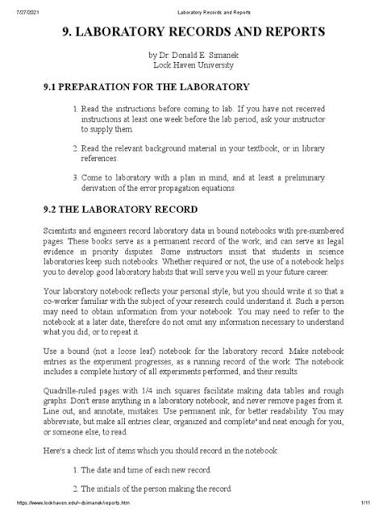 7/27/2021 Laboratory Records and Reports
9. LABORATORY RECORDS AND REPORTS
by Dr. Donald E. Simanek
Lock Haven University
9.1 PREPARATION FOR THE LABORATORY
1. Read the instructions before coming to lab. If you have not received
instructions at least one week before the lab period, ask your instructor
to supply them.
2. Read the relevant background material in your textbook, or in library
references.
3. Come to laboratory with a plan in mind, and at least a preliminary
derivation of the error propagation equations.
9.2 THE LABORATORY RECORD
Scientists and engineers record laboratory data in bound notebooks with pre-numbered
pages. These books serve as a permanent record of the work, and can serve as legal
evidence in priority disputes. Some instructors insist that students in science
laboratories keep such notebooks. Whether required or not, the use of a notebook helps
you to develop good laboratory habits that will serve you well in your future career.
Your laboratory notebook reflects your personal style, but you should write it so that a
co-worker familiar with the subject of your research could understand it. Such a person
may need to obtain information from your notebook. You may need to refer to the
notebook at a later date, therefore do not omit any information necessary to understand
what you did, or to repeat it.
Use a bound (not a loose leaf) notebook for the laboratory record. Make notebook
entries as the experiment progresses, as a running record of the work. The notebook
includes a complete history of all experiments performed, and their results.
Quadrille-ruled pages with 1/4 inch squares facilitate making data tables and rough
graphs. Don't erase anything in a laboratory notebook, and never remove pages from it.
Line out, and annotate, mistakes. Use permanent ink, for better readability. You may
abbreviate, but make all entries clear, organized and complete and neat enough for you,
or someone else, to read.
Here's a check list of items which you should record in the notebook:
1. The date and time of each new record.
2. The initials of the person making the record.
https://www.lockhaven.edu/~dsimanek/reports.htm 1/11